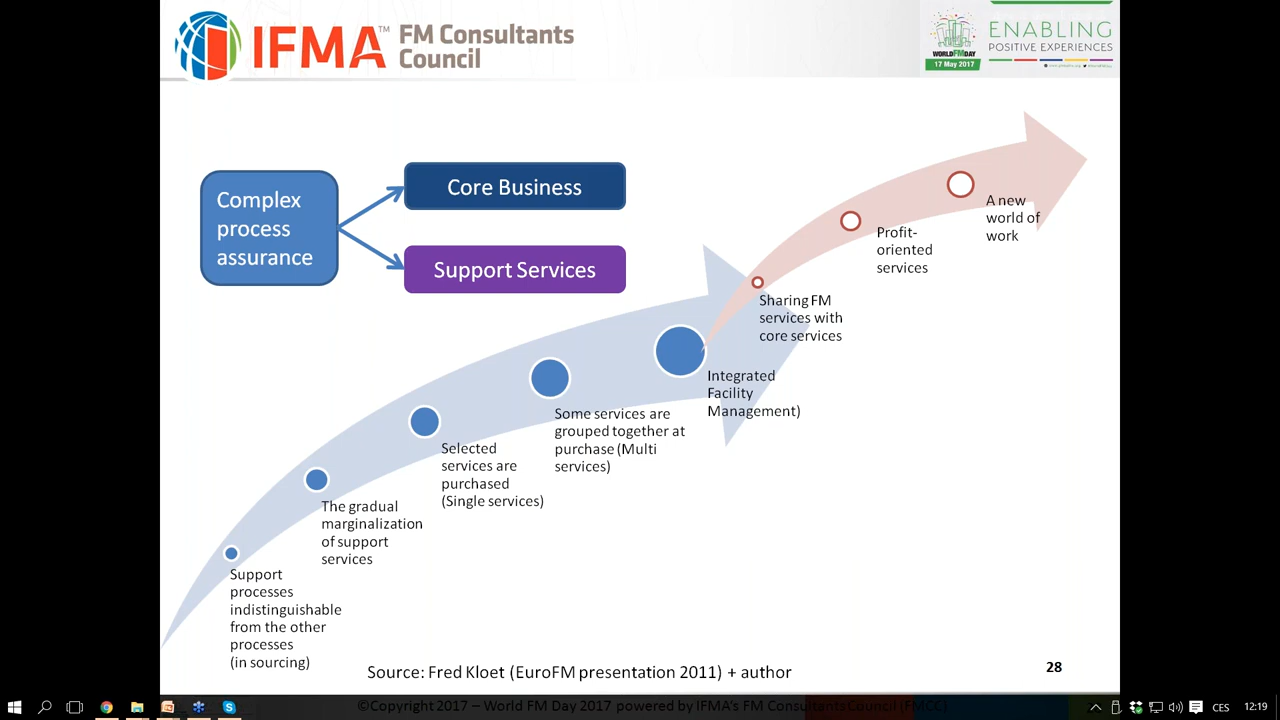 IFMA™ FM Consultants
Council
WORLDFMDAY
17 May 2017
ENABLING
POSITIVE EXPERIENCES
Complex
process
assurance
Core Business
Support Services
A new
world of
work
Profit-
oriented
services
Sharing FM
services with
core services
Integrated
Facility
Management)
Some services are
grouped together at
purchase (Multi
services)
Selected
services are
purchased
(Single services)
The gradual
marginalization
of support
services
Support
processes
indistinguishable
from the other
processes
(in sourcing)
Source: Fred Kloet (EuroFM presentation 2011) + author
28
©Copyright 2017 – World FM Day 2017 powered by IFMA's FM Consultants Council (FMCC)
CES
12:19